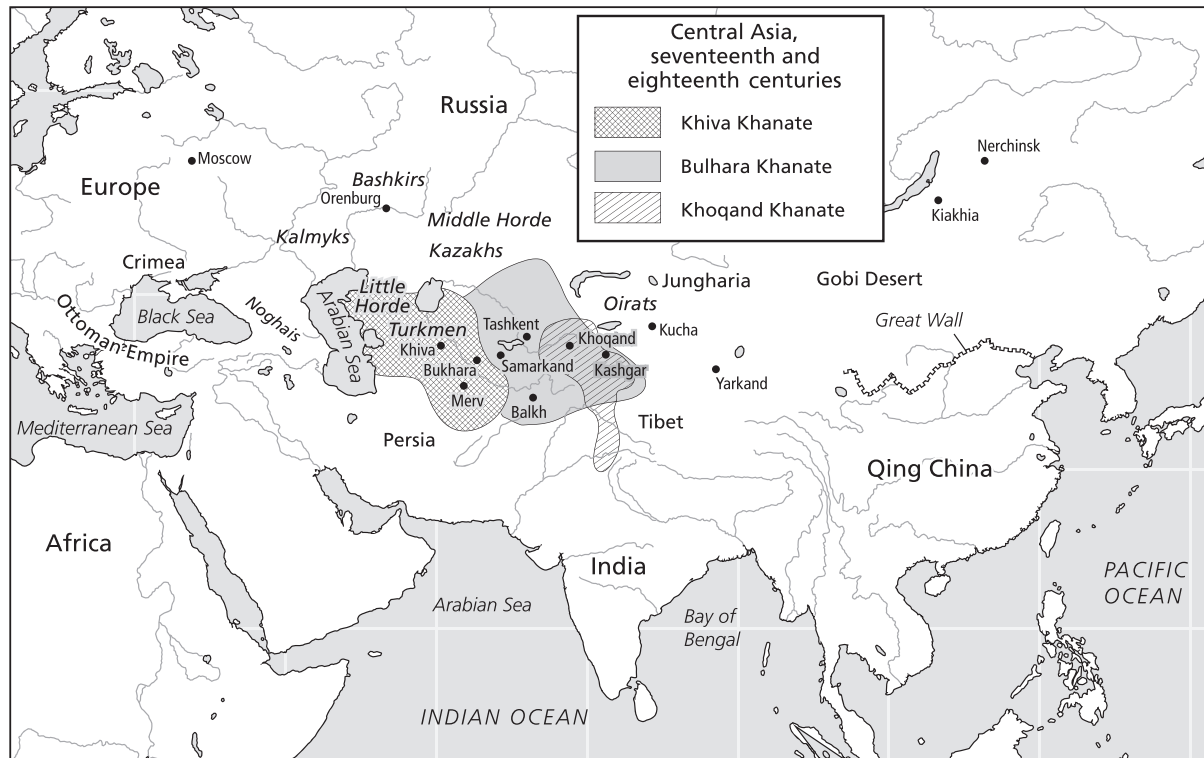 Central Asia,
seventeenth and
eighteenth centuries
Khiva Khanate
Bulhara Khanate
Khoqand Khanate
Russia
Moscow
Nerchinsk
Europe
Bashkirs
Orenburg
Kiakhia
Middle Horde
Kalmyks
Kazakhs
Crimea
Jungharia
Gobi Desert
Little
Horde
Oirats
Arabian Sea
Black Sea
Noghais
Ottoman Empire
Great Wall
Turkmen
Tashkent
Kucha
Khiva
Khoqand
Bukhara
Samarkand
Kashgar
Yarkand
Merv
Balkh
Mediterranean Sea
Persia
Tibet
Qing China
Africa
India
PACIFIC
OCEAN
Arabian Sea
Bay of
Bengal
INDIAN OCEAN